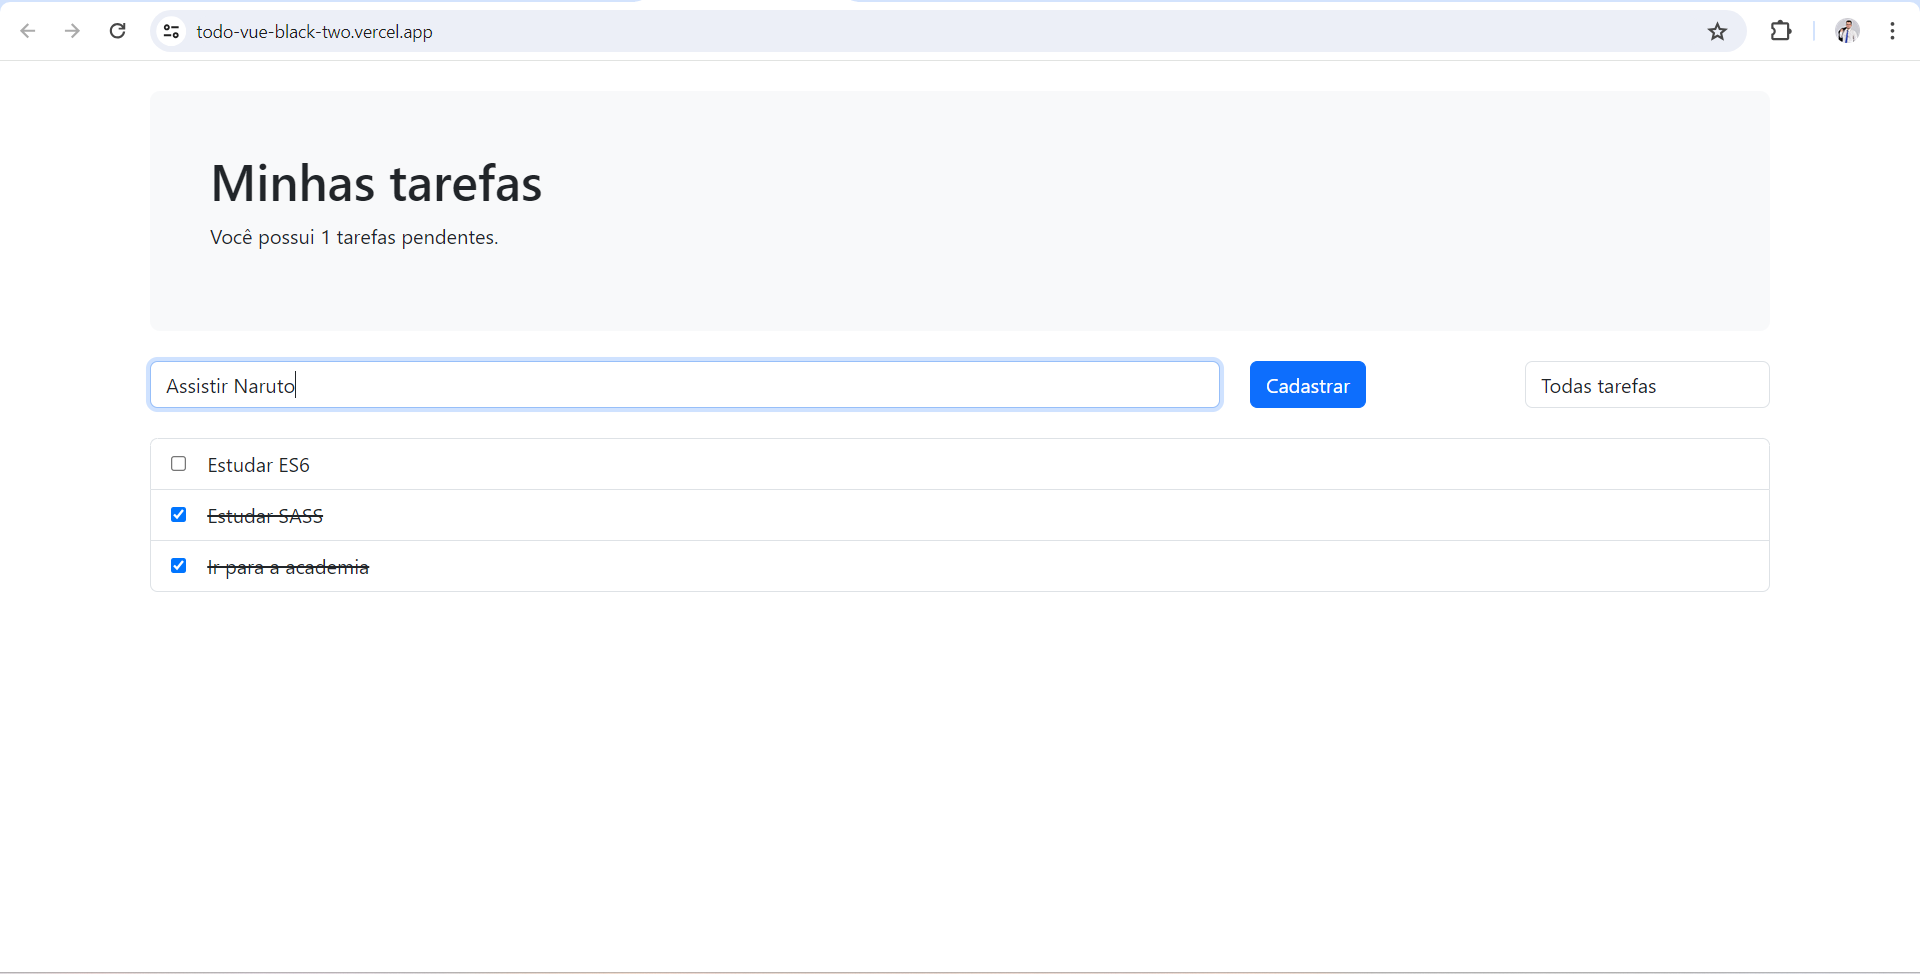 todo-vue-black-two.vercel.app
Minhas tarefas
Você possui 1 tarefas pendentes.
Assistir Naruto
Cadastrar
Todas tarefas
Estudar ES6
Estudar SASS
Ir para a academia